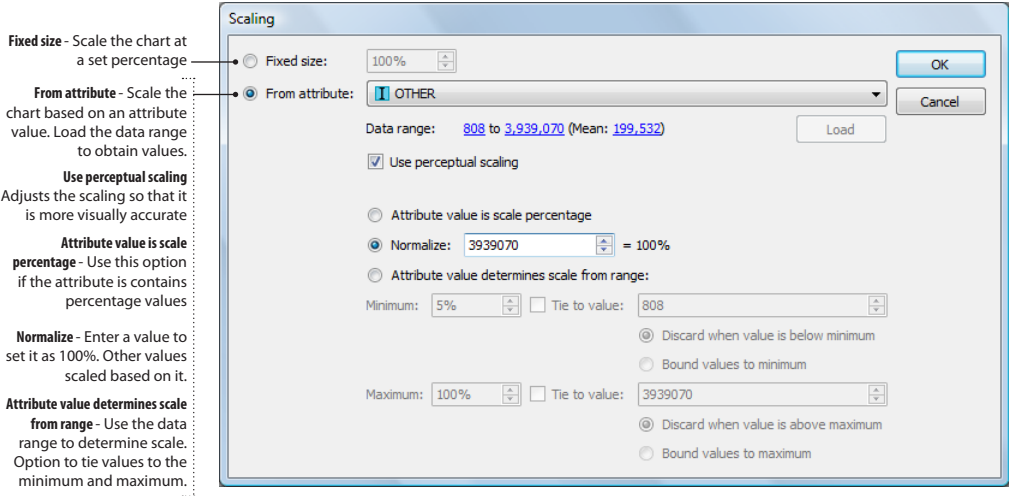 Scaling
Fixed size - Scale the chart at
a set percentage
From attribute - Scale the
chart based on an attribute
value. Load the data range
to obtain values.
Use perceptual scaling
Adjusts the scaling so that it
is more visually accurate
Attribute value is scale
percentage - Use this option
if the attribute is contains
percentage values
Normalize - Enter a value to
set it as 100%. Other values
scaled based on it.
Attribute value determines scale
from range - Use the data
range to determine scale.
Option to tie values to the
minimum and maximum.
Fixed size: 100% OK
From attribute: OTHER Cancel
Data range: 808 to 3,939,070 (Mean: 199,532) Load
Use perceptual scaling
Attribute value is scale percentage
Normalize: 3939070 = 100%
Attribute value determines scale from range:
Minimum: 5% Tie to value: 808
Discard when value is below minimum
Bound values to minimum
Maximum: 100% Tie to value: 3939070
Discard when value is above maximum
Bound values to maximum